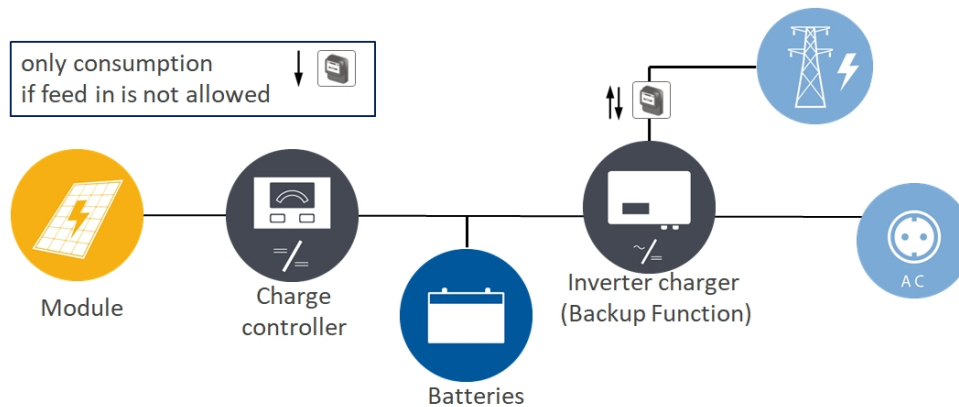 only consumption
if feed in is not allowed
Module
Charge
controller
Batteries
Inverter charger
(Backup Function)
AC